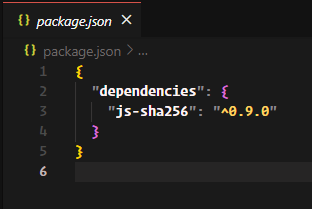 {} package.json ×
{} package.json > ...
1 {
2   "dependencies": {
3     "js-sha256": "^0.9.0"
4   }
5 }
6